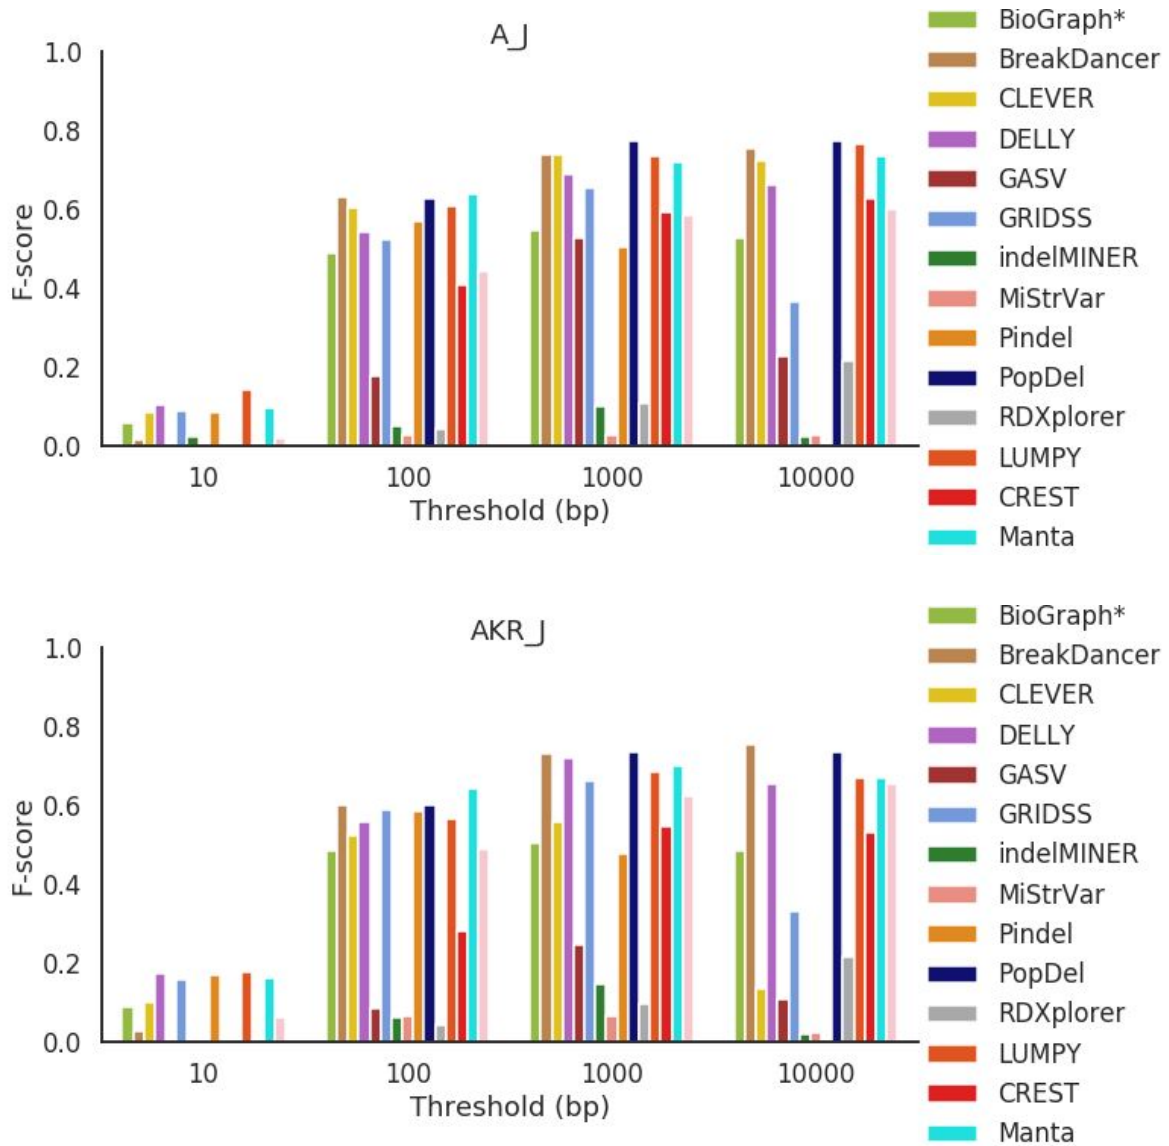 A_J
1.0
0.8
0.6
0.4
0.2
0.0
F-score
10 100 1000 10000
Threshold (bp)
BioGraph*
BreakDancer
CLEVER
DELLY
GASV
GRIDSS
indelMINER
MiStrVar
Pindel
PopDel
RDXplorer
LUMPY
CREST
Manta
AKR_J
1.0
0.8
0.6
0.4
0.2
0.0
F-score
10 100 1000 10000
Threshold (bp)
BioGraph*
BreakDancer
CLEVER
DELLY
GASV
GRIDSS
indelMINER
MiStrVar
Pindel
PopDel
RDXplorer
LUMPY
CREST
Manta